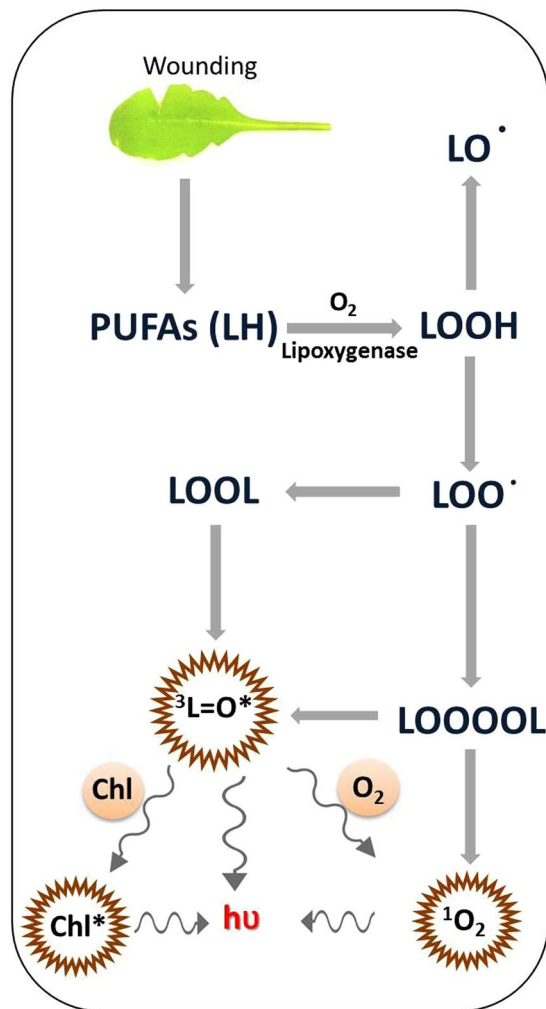 Wounding
LO•
O₂
PUFAs (LH)
LOOH
Lipoxygenase
LOOL
LOO•
³L=O*
LOOOOL
Chl
O₂
Chl*
hυ
¹O₂